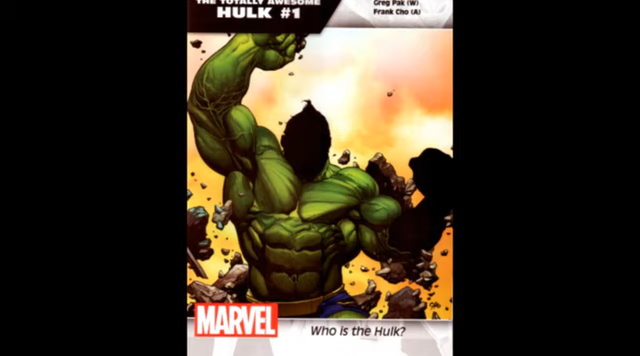 THE TOTALLY AWESOME
HULK #1
Greg Pak (W)
Frank Cho (A)
MARVEL
Who is the Hulk?